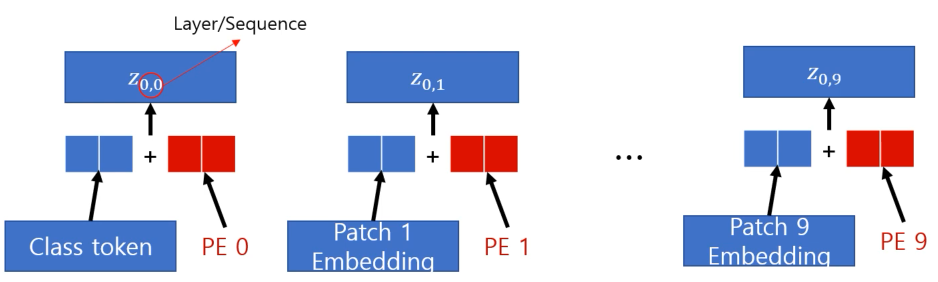 Layer/Sequence
z0,0
z0,1
z0,9
+
+
...
+
Class token
PE 0
Patch 1
Embedding
PE 1
Patch 9
Embedding
PE 9